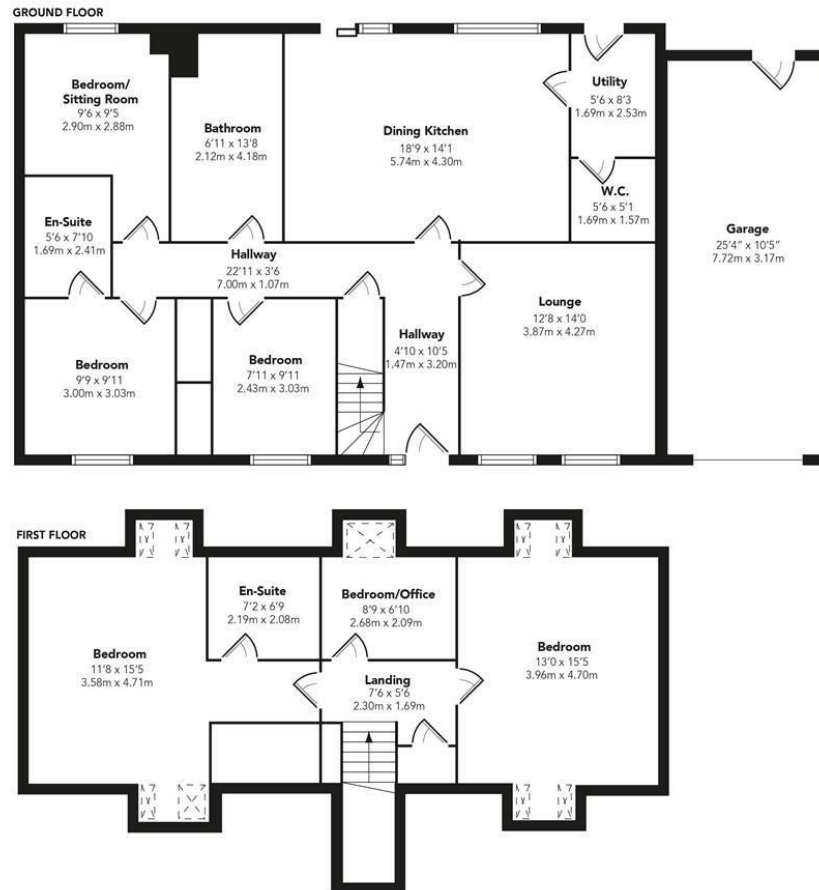 GROUND FLOOR
Bedroom/
Sitting Room
9'6 x 9'5
2.90m x 2.88m
Bathroom
6'11 x 13'8
2.12m x 4.18m
Dining Kitchen
18'9 x 14'1
5.74m x 4.30m
Utility
5'6 x 8'3
1.69m x 2.53m
W.C.
5'6 x 5'1
1.69m x 1.57m
Garage
25'4" x 10'5"
7.72m x 3.17m
En-Suite
5'6 x 7'10
1.69m x 2.41m
Hallway
22'11 x 3'6
7.00m x 1.07m
Lounge
12'8 x 14'0
3.87m x 4.27m
Hallway
4'10 x 10'5
1.47m x 3.20m
Bedroom
9'9 x 9'11
3.00m x 3.03m
Bedroom
7'11 x 9'11
2.43m x 3.03m
FIRST FLOOR
Bedroom
11'8 x 15'5
3.58m x 4.71m
En-Suite
7'2 x 6'9
2.19m x 2.08m
Bedroom/Office
8'9 x 6'10
2.68m x 2.09m
Landing
7'6 x 5'6
2.30m x 1.69m
Bedroom
13'0 x 15'5
3.96m x 4.70m